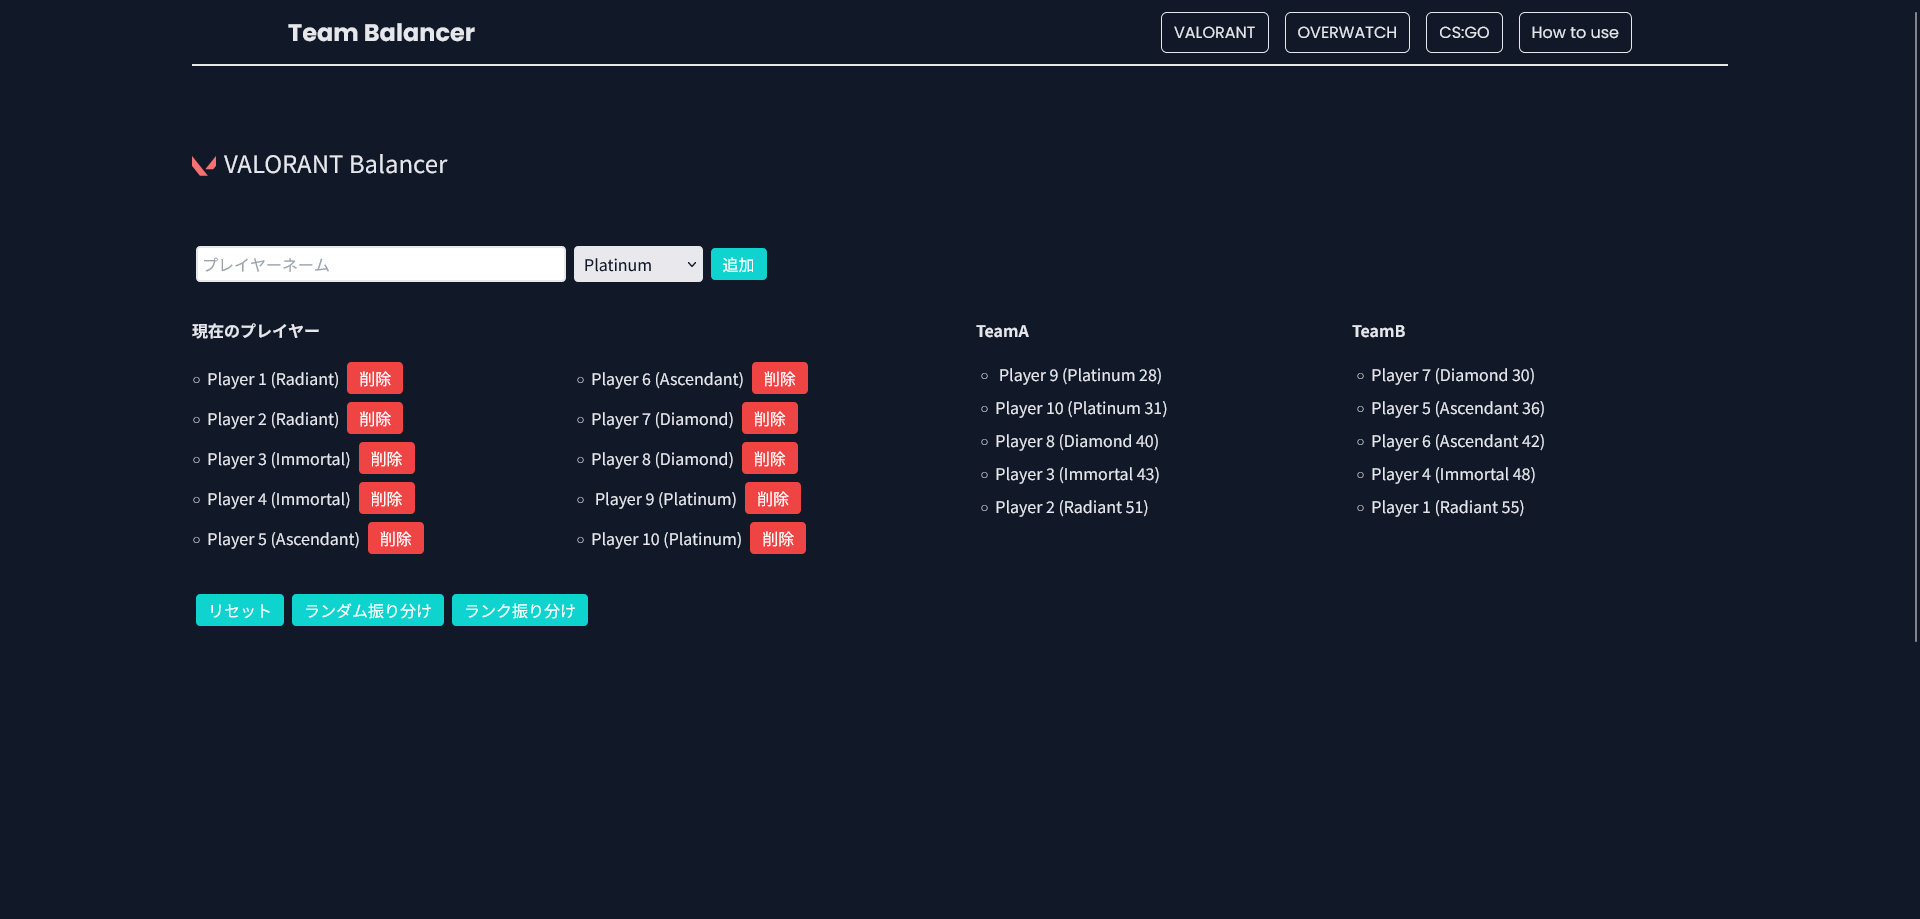 Team Balancer
VALORANT
OVERWATCH
CS:GO
How to use
VALORANT Balancer
プレイヤーネーム
Platinum
追加
現在のプレイヤー
Player 1 (Radiant) 削除
Player 2 (Radiant) 削除
Player 3 (Immortal) 削除
Player 4 (Immortal) 削除
Player 5 (Ascendant) 削除
Player 6 (Ascendant) 削除
Player 7 (Diamond) 削除
Player 8 (Diamond) 削除
Player 9 (Platinum) 削除
Player 10 (Platinum) 削除
TeamA
Player 9 (Platinum 28)
Player 10 (Platinum 31)
Player 8 (Diamond 40)
Player 3 (Immortal 43)
Player 2 (Radiant 51)
TeamB
Player 7 (Diamond 30)
Player 5 (Ascendant 36)
Player 6 (Ascendant 42)
Player 4 (Immortal 48)
Player 1 (Radiant 55)
リセット
ランダム振り分け
ランク振り分け